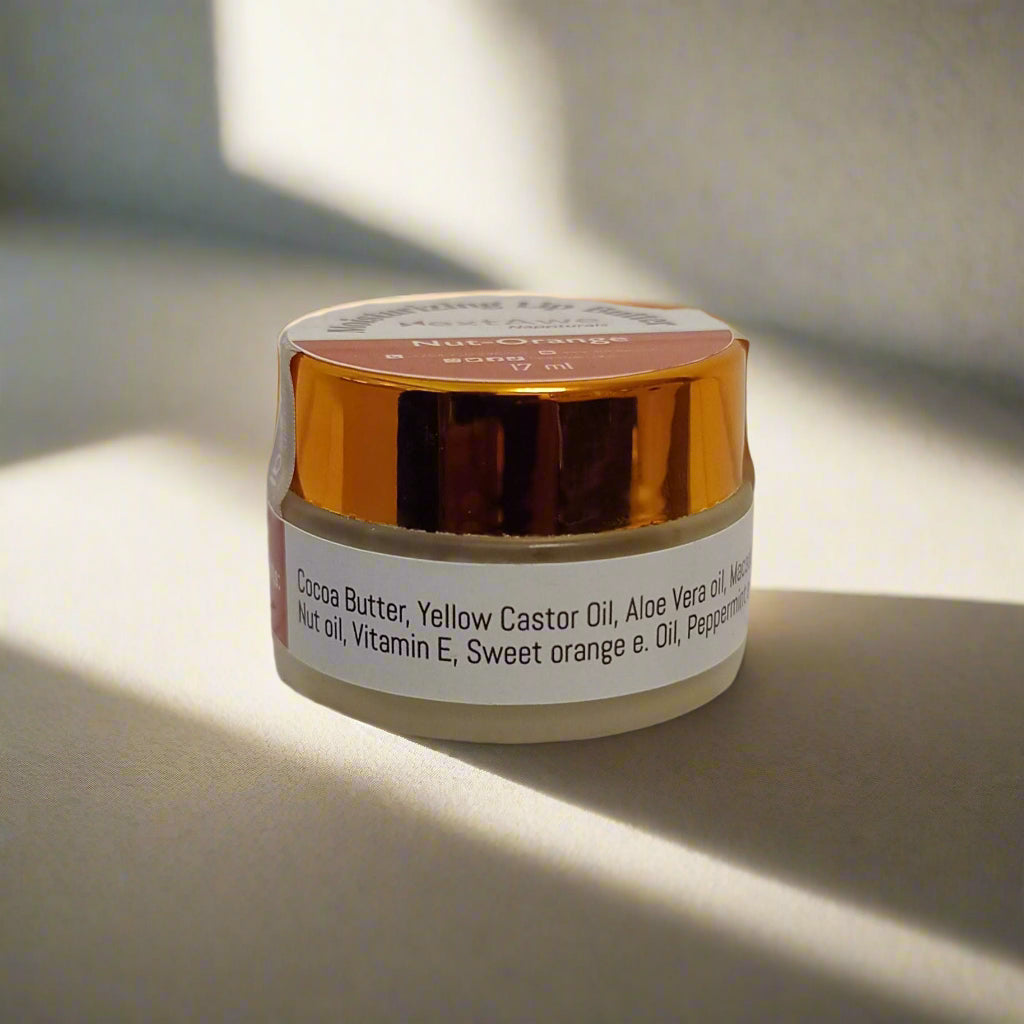 Moisturizing Lip Butter
Nut-Orange
17 ml
Cocoa Butter, Yellow Castor Oil, Aloe Vera oil,
Nut oil, Vitamin E, Sweet orange e. Oil, Peppermint